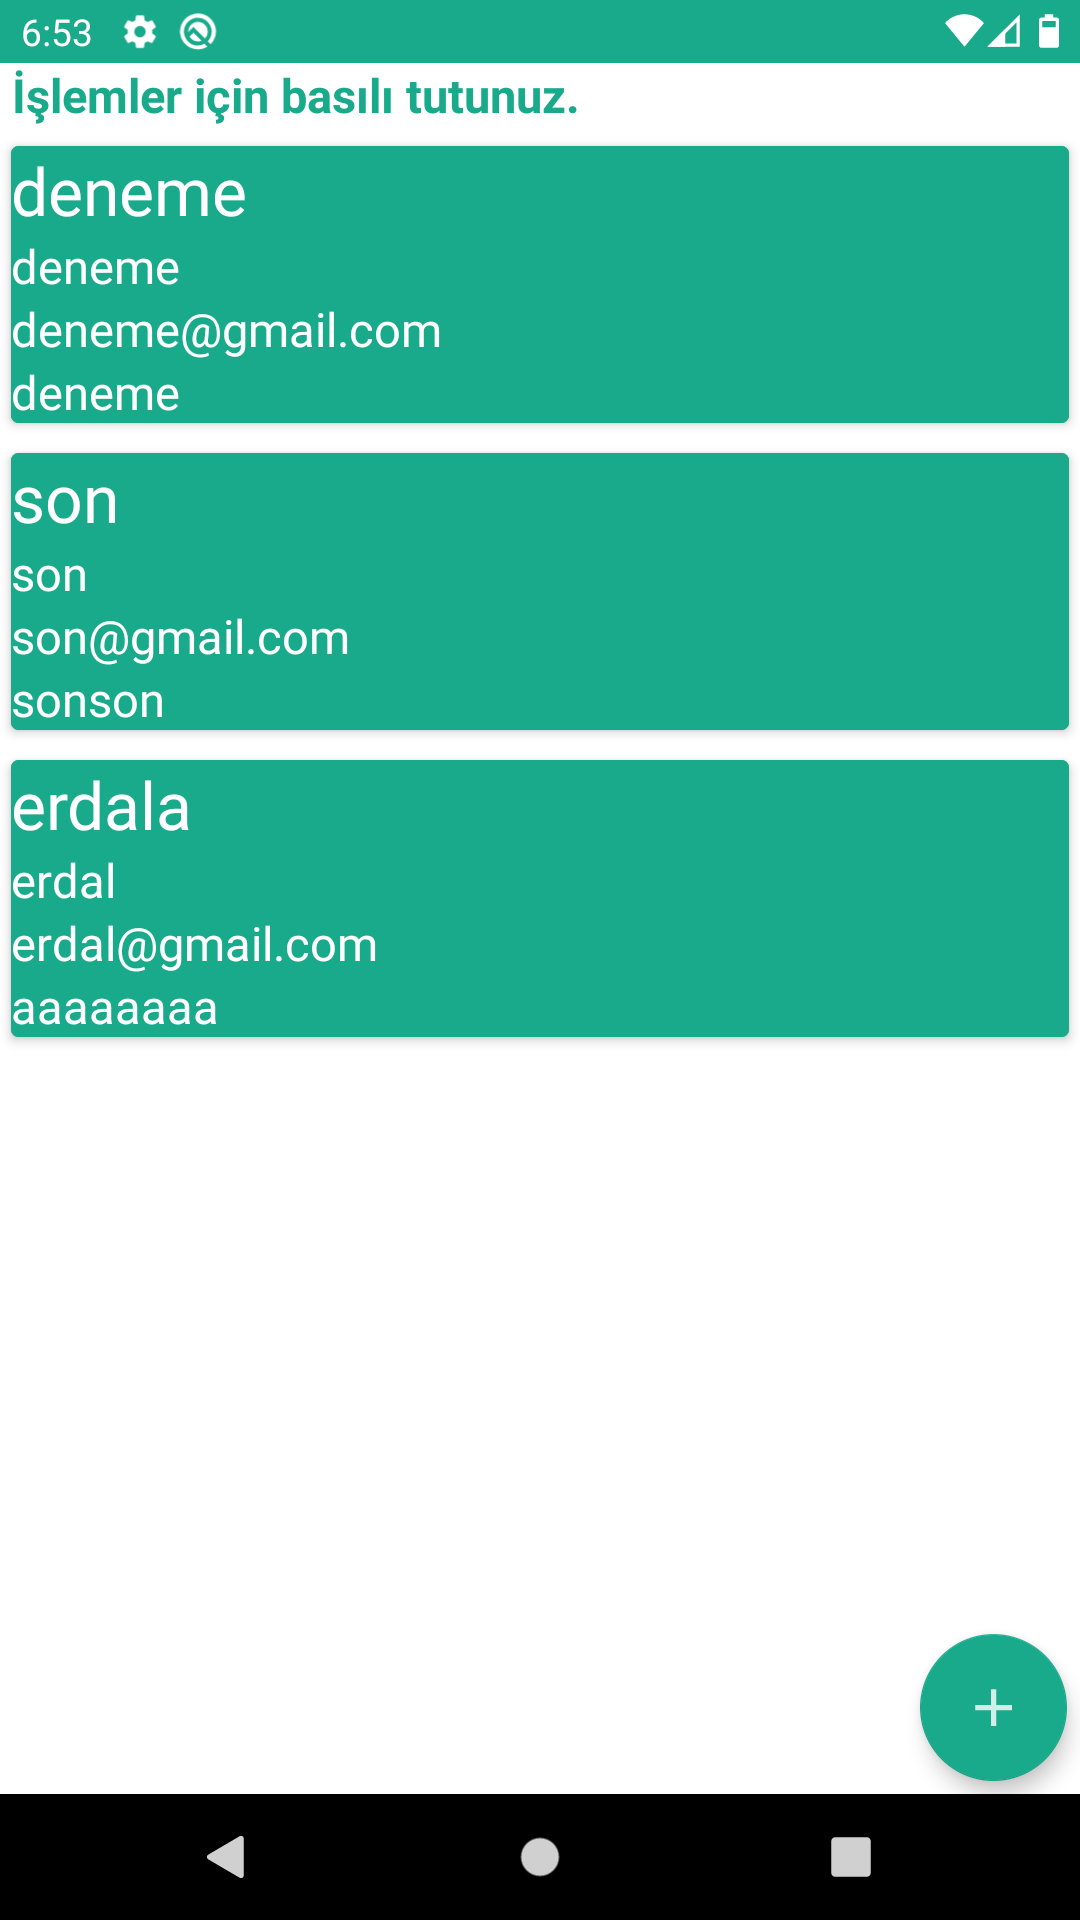 6:53
İşlemler için basılı tutunuz.
deneme
deneme
deneme@gmail.com
deneme
son
son
son@gmail.com
sonson
erdala
erdal
erdal@gmail.com
aaaaaaaa